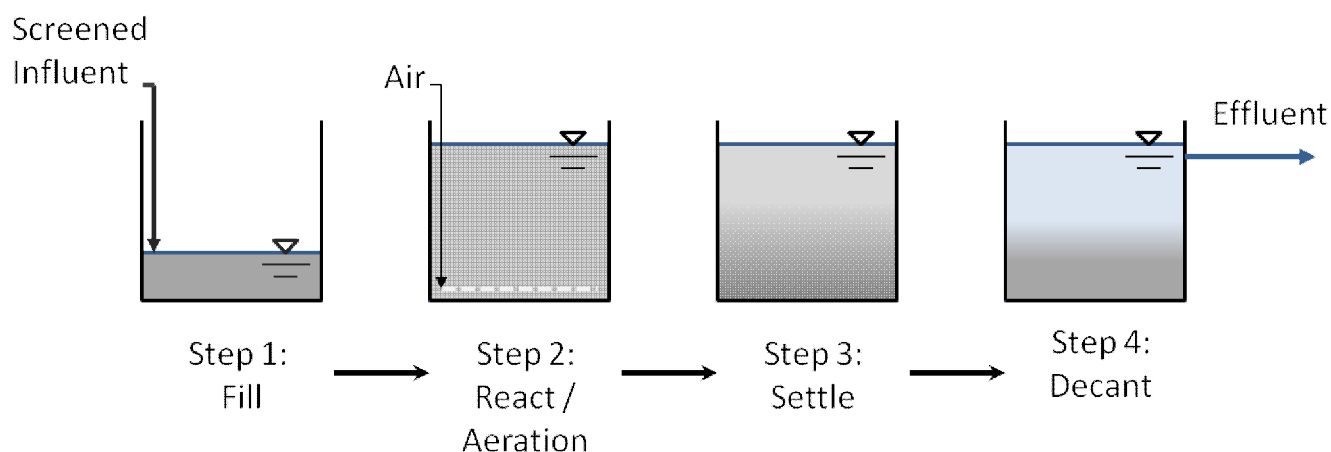 Screened
Influent
Air
Effluent
Step 1:
Fill
Step 2:
React /
Aeration
Step 3:
Settle
Step 4:
Decant